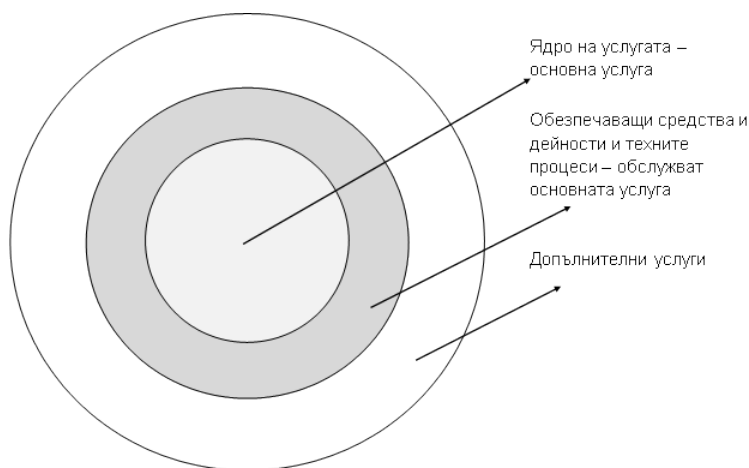 Ядро на услугата –
основна услуга
Обезпечаващи средства и
дейности и техните
процеси – обслужват
основната услуга
Допълнителни услуги